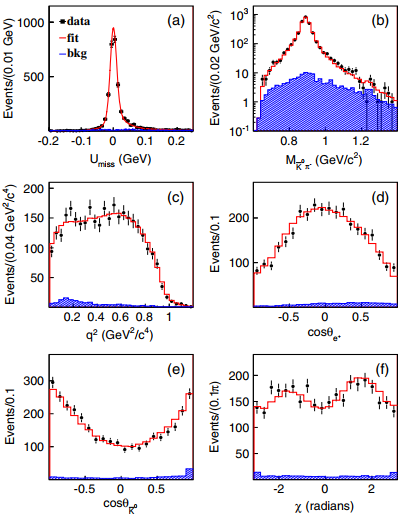 Events/(0.01 GeV)
1000
500
data
fit
bkg
(a)
-0.2 -0.1 0 0.1 0.2
U_miss (GeV)
Events/(0.02 GeV/c²)
10³
10²
10
1
10⁻¹
(b)
0.8 1 1.2
M_K̄⁰π⁻ (GeV/c²)
Events/(0.04 GeV²/c⁴)
200
150
100
50
(c)
0.2 0.4 0.6 0.8 1
q² (GeV²/c⁴)
Events/0.1
250
200
150
100
50
(d)
-0.5 0 0.5
cosθ_e⁺
Events/0.1
300
200
100
(e)
-0.5 0 0.5
cosθ_K̄⁰
Events/(0.1π)
200
150
100
50
(f)
-2 0 2
χ (radians)